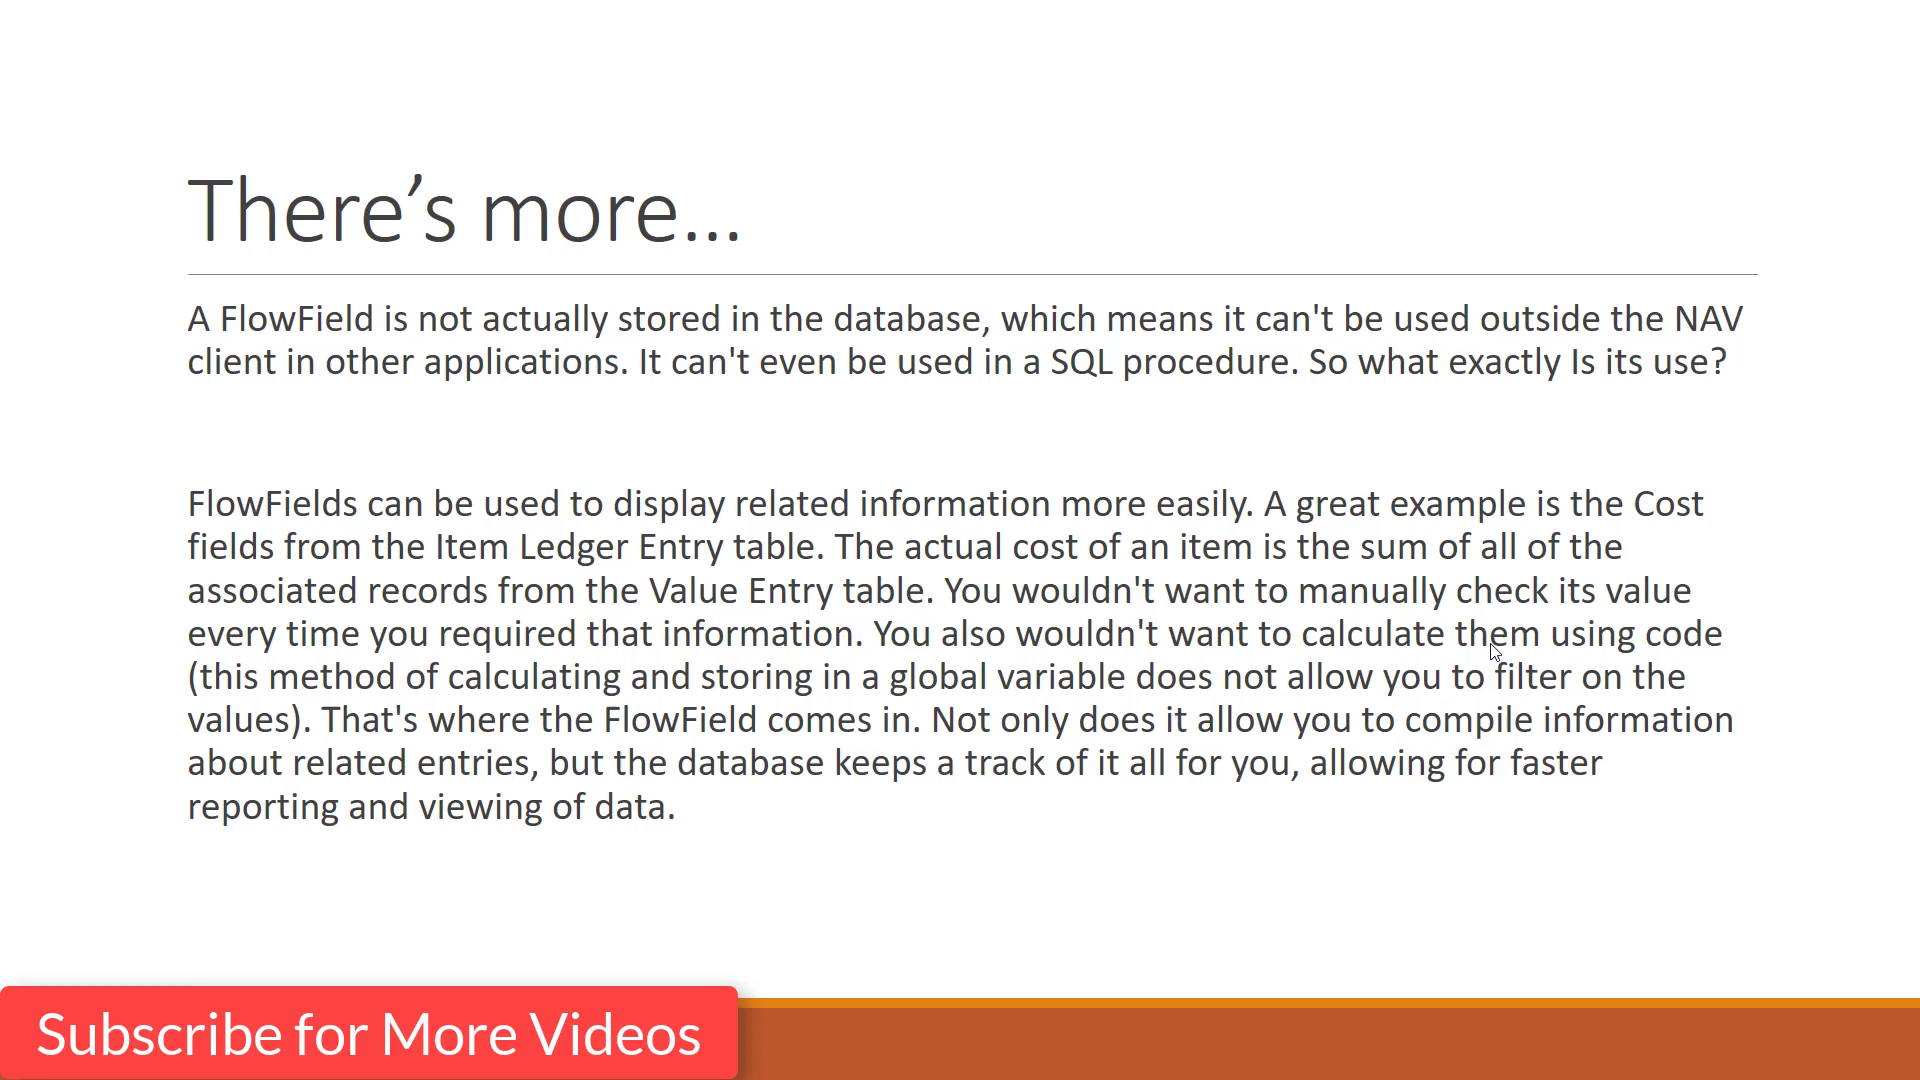 There’s more…
A FlowField is not actually stored in the database, which means it can't be used outside the NAV
client in other applications. It can't even be used in a SQL procedure. So what exactly Is its use?
FlowFields can be used to display related information more easily. A great example is the Cost
fields from the Item Ledger Entry table. The actual cost of an item is the sum of all of the
associated records from the Value Entry table. You wouldn't want to manually check its value
every time you required that information. You also wouldn't want to calculate them using code
(this method of calculating and storing in a global variable does not allow you to filter on the
values). That's where the FlowField comes in. Not only does it allow you to compile information
about related entries, but the database keeps a track of it all for you, allowing for faster
reporting and viewing of data.
Subscribe for More Videos